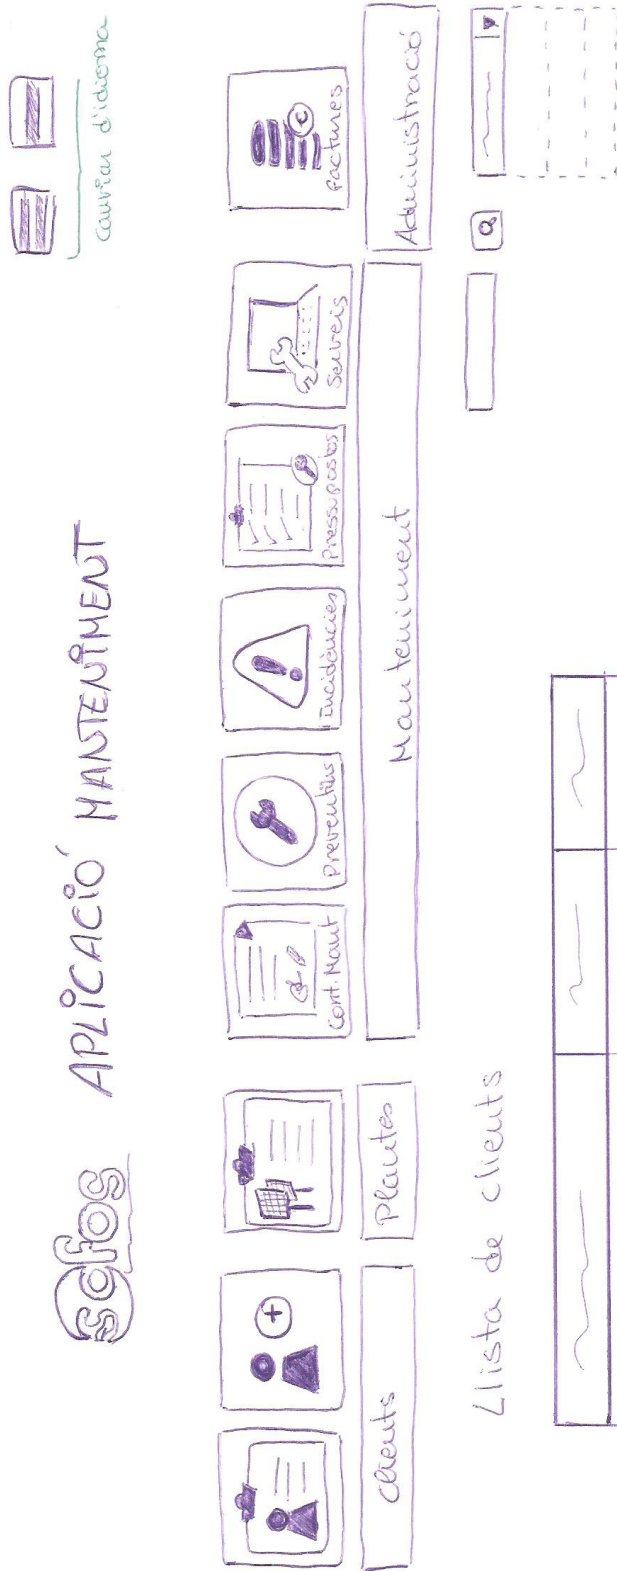 sofos
APLICACIÓ MANTENIMENT
canviar d'idioma
Cont. Mant
Preventius
Incidències
Pressupostos
Serveis
Factures
Clients
Plantes
Manteniment
Administració
Llista de clients